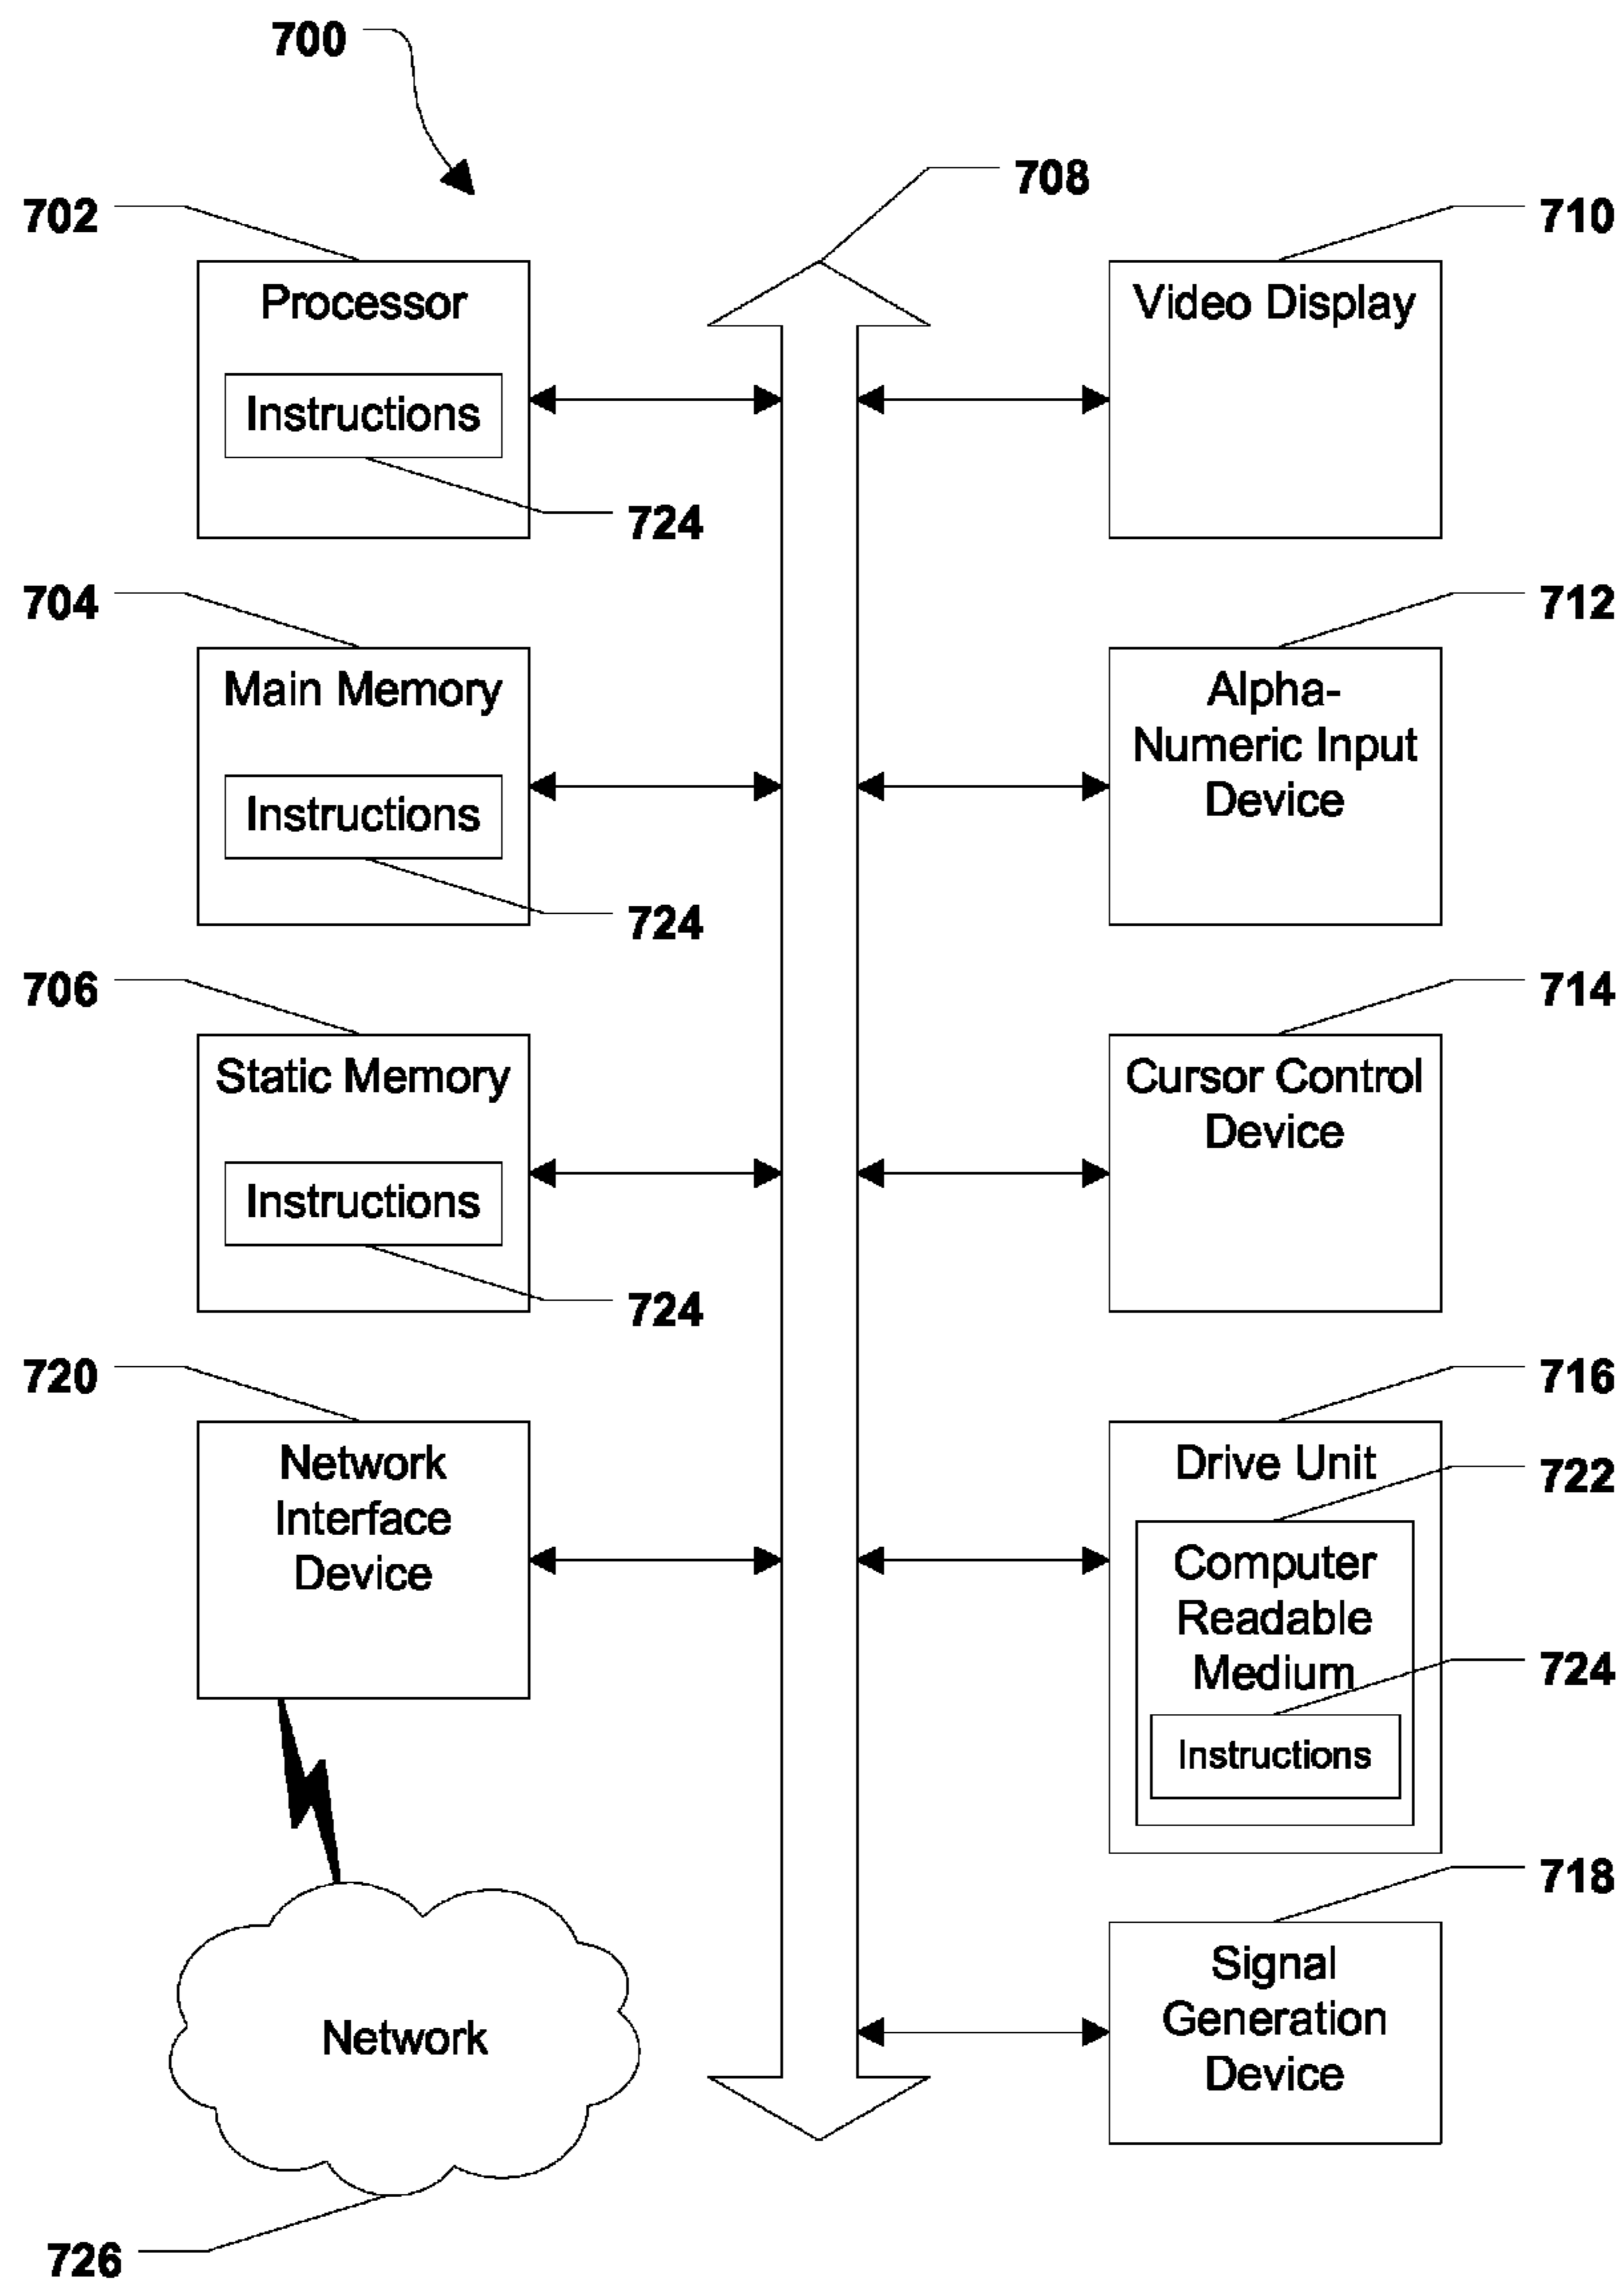 700
708
702
710
Processor
Instructions
724
Video Display
704
712
Main Memory
Instructions
724
Alpha-
Numeric Input
Device
706
714
Static Memory
Instructions
724
Cursor Control
Device
720
716
Network
Interface
Device
Drive Unit
722
Computer
Readable
Medium
724
Instructions
718
Signal
Generation
Device
Network
726